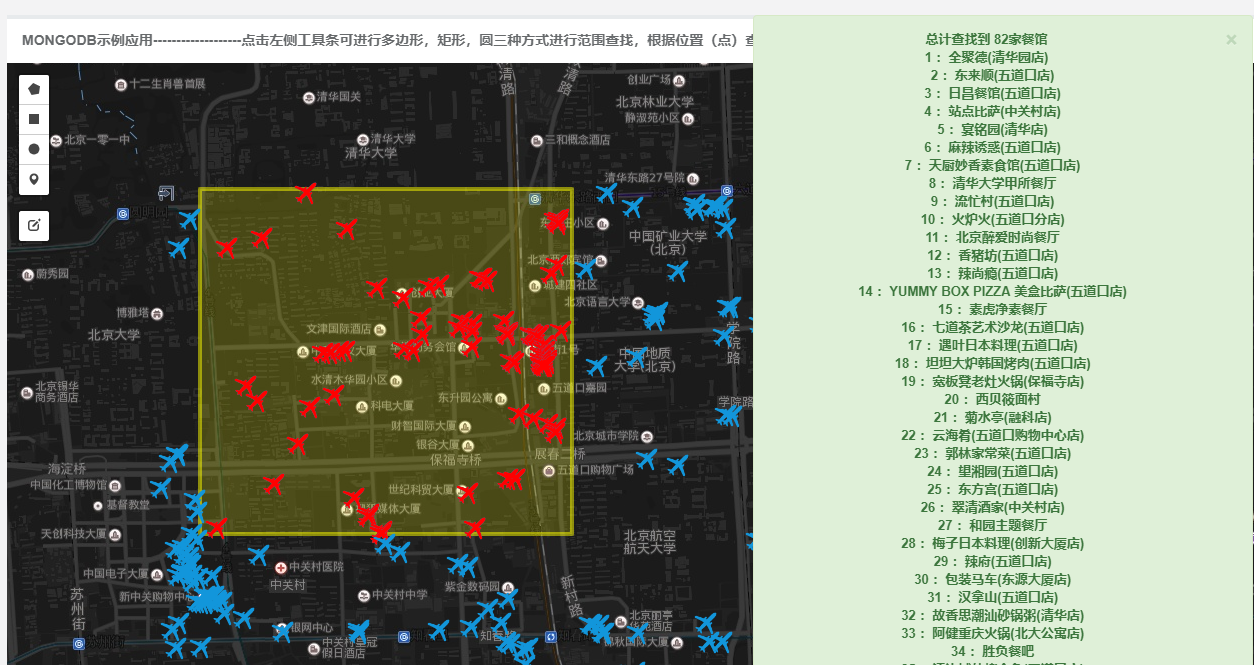 MONGODB示例应用-------------------点击左侧工具条可进行多边形，矩形，圆三种方式进行范围查找，根据位置（点）查
十二生肖兽首展
清华国关
清华路
创业广场
北京林业大学
静淑苑小区
北京一零一中
清华大学
清华大学
三和概念酒店
清华东路27号院
中国矿业大学
（北京）
蔚秀园
北京语言大学
博雅塔
北京大学
创业大厦
文津国际酒店
学院路
北京锦华
商务酒店
水清木华园小区
五道口嘉园
东升园公寓
科电大厦
学院路
财智国际大厦
北京城市学院
银谷大厦
展春二桥
保福寺桥
五道口购物广场
海淀桥
中国化工博物馆
世纪科贸大厦
基督教堂
天创科技大厦
北京航空
航天大学
中关村医院
中国电子大厦
中关村
紫金数码园
新村路
苏州街
中关村中学
北京丽亭
中关村皇冠
假日酒店
总计查找到 82家餐馆
1： 全聚德(清华园店)
2： 东来顺(五道口店)
3： 日昌餐馆(五道口店)
4： 站点比萨(中关村店)
5： 宴铭园(清华店)
6： 麻辣诱惑(五道口店)
7： 天厨妙香素食馆(五道口店)
8： 清华大学甲所餐厅
9： 流忙村(五道口店)
10： 火炉火(五道口分店)
11： 北京醉爱时尚餐厅
12： 香猪坊(五道口店)
13： 辣尚瘾(五道口店)
14： YUMMY BOX PIZZA 美盒比萨(五道口店)
15： 素虎净素餐厅
16： 七道茶艺术沙龙(五道口店)
17： 遇叶日本料理(五道口店)
18： 坦坦大炉韩国烤肉(五道口店)
19： 宽板凳老灶火锅(保福寺店)
20： 西贝莜面村
21： 菊水亭(融科店)
22： 云海肴(五道口购物中心店)
23： 郭林家常菜(五道口店)
24： 望湘园(五道口店)
25： 东方宫(五道口店)
26： 翠清酒家(中关村店)
27： 和园主题餐厅
28： 梅子日本料理(创新大厦店)
29： 辣府(五道口店)
30： 包装马车(东源大厦店)
31： 汉拿山(五道口店)
32： 故香思潮汕砂锅粥(清华店)
33： 阿健重庆火锅(北大公寓店)
34： 胜负餐吧